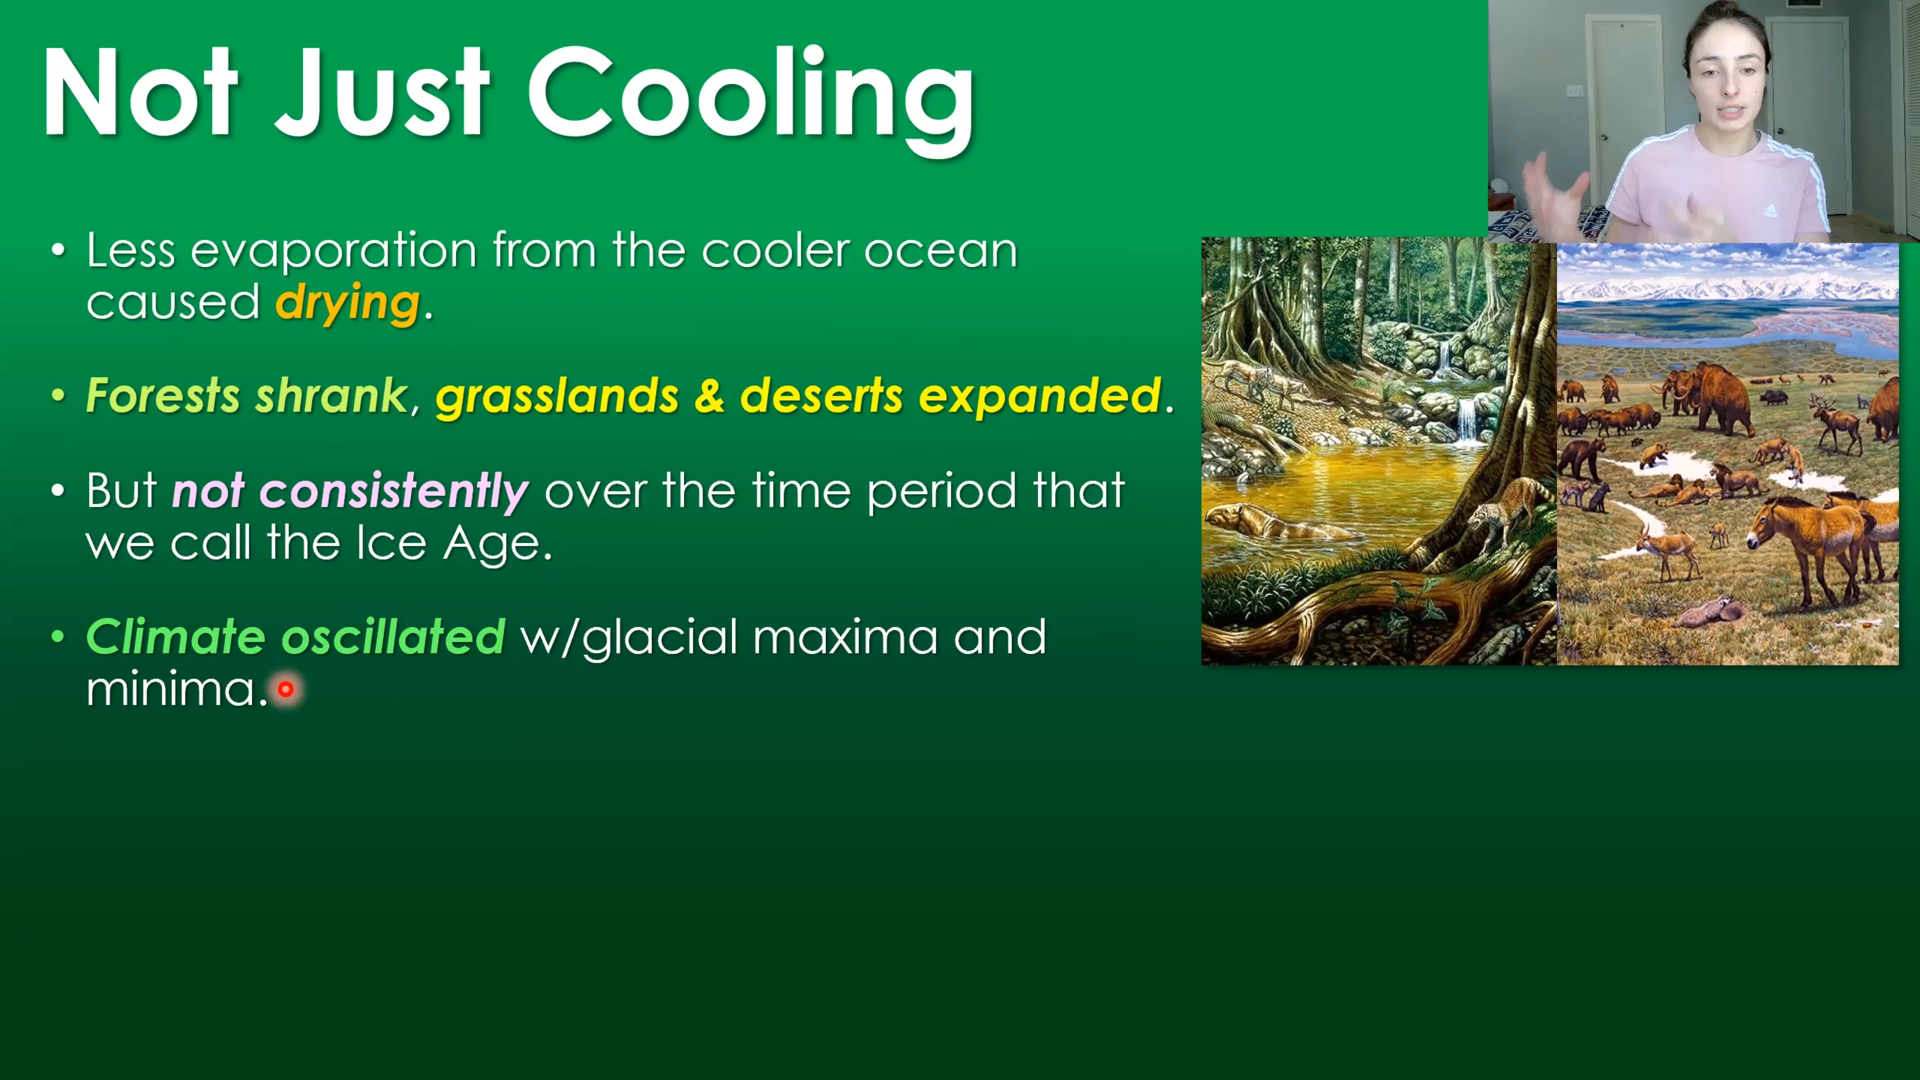 Not Just Cooling
• Less evaporation from the cooler ocean
caused drying.
• Forests shrank, grasslands & deserts expanded.
• But not consistently over the time period that
we call the Ice Age.
• Climate oscillated w/glacial maxima and
minima.